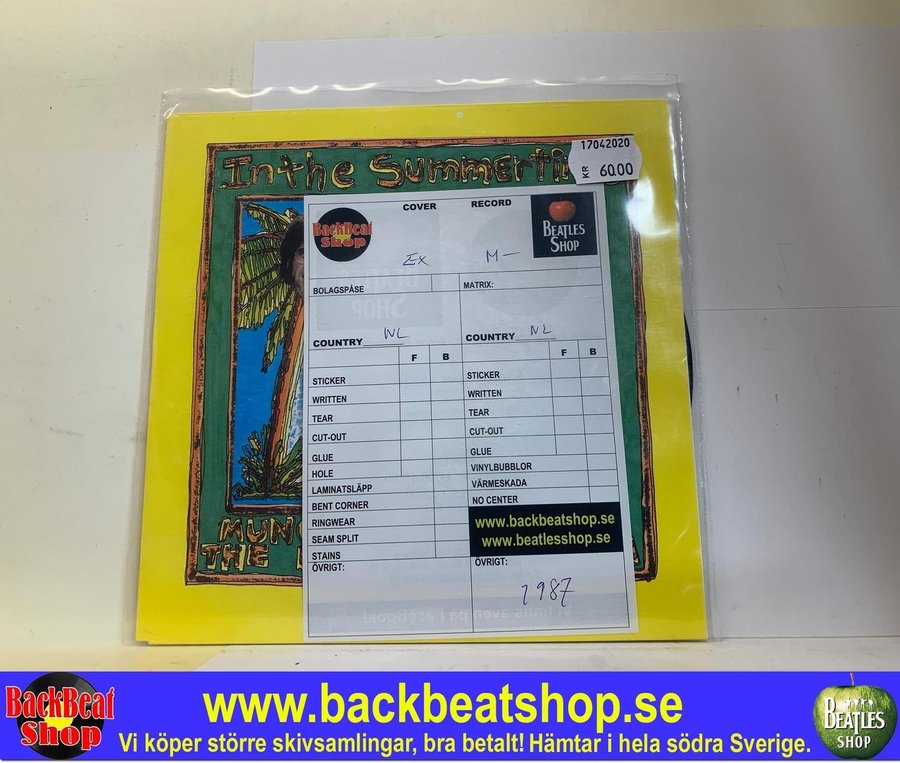 In the Summerti
17042020
KR 60.00
COVER RECORD
BackBeat Shop
BEATLES SHOP
Ex M-
BOLAGSPÅSE MATRIX:
COUNTRY NL COUNTRY NL
F B F B
STICKER STICKER
WRITTEN WRITTEN
TEAR TEAR
CUT-OUT CUT-OUT
GLUE GLUE
HOLE VINYLBUBBLOR
LAMINATSLÄPP VÄRMESKADA
BENT CORNER NO CENTER
RINGWEAR www.backbeatshop.se
SEAM SPLIT www.beatlesshop.se
STAINS
ÖVRIGT: ÖVRIGT:
1987
MUN
THE
BackBeat Shop
www.backbeatshop.se
Vi köper större skivsamlingar, bra betalt! Hämtar i hela södra Sverige.
BEATLES SHOP